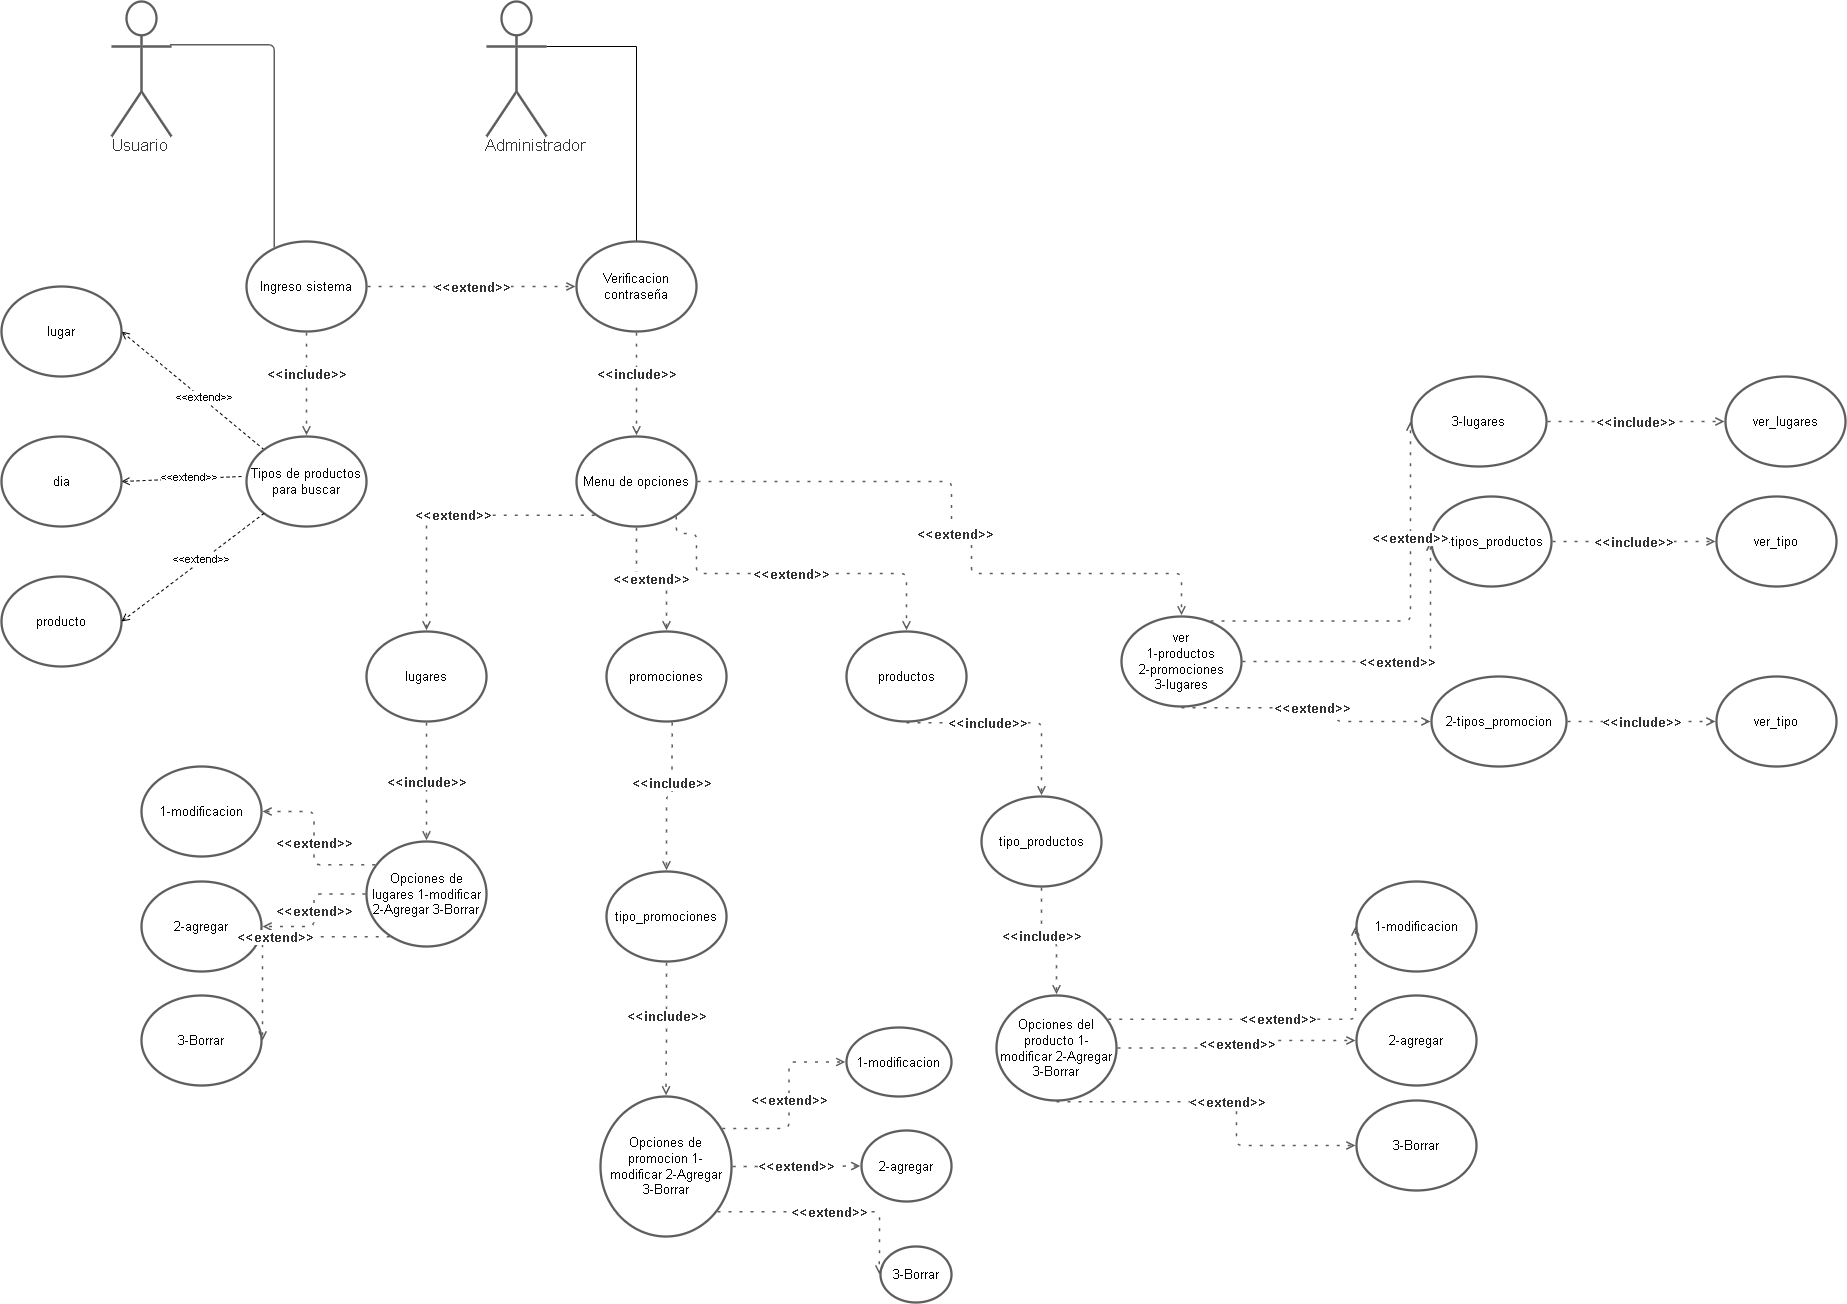 Usuario
Administrador
Ingreso sistema
<<extend>>
Verificacion
contraseña
lugar
<<include>>
<<include>>
<<extend>>
3-lugares
<<include>>
ver_lugares
dia
<<extend>>
Tipos de productos
para buscar
Menu de opciones
<<extend>>
<<extend>>
<<extend>>
-tipos_productos
<<include>>
ver_tipo
<<extend>>
<<extend>>
<<extend>>
producto
ver
1-productos
2-promociones
3-lugares
<<extend>>
lugares
promociones
productos
<<extend>>
<<include>>
2-tipos_promocion
<<include>>
ver_tipo
<<include>>
<<include>>
1-modificacion
<<extend>>
tipo_productos
Opciones de
lugares 1-modificar
2-Agregar 3-Borrar
<<extend>>
2-agregar
<<extend>>
tipo_promociones
<<include>>
1-modificacion
3-Borrar
<<include>>
Opciones del
producto 1-
modificar 2-Agregar
3-Borrar
<<extend>>
<<extend>>
2-agregar
1-modificacion
<<extend>>
<<extend>>
3-Borrar
Opciones de
promocion 1-
modificar 2-Agregar
3-Borrar
<<extend>>
2-agregar
<<extend>>
3-Borrar